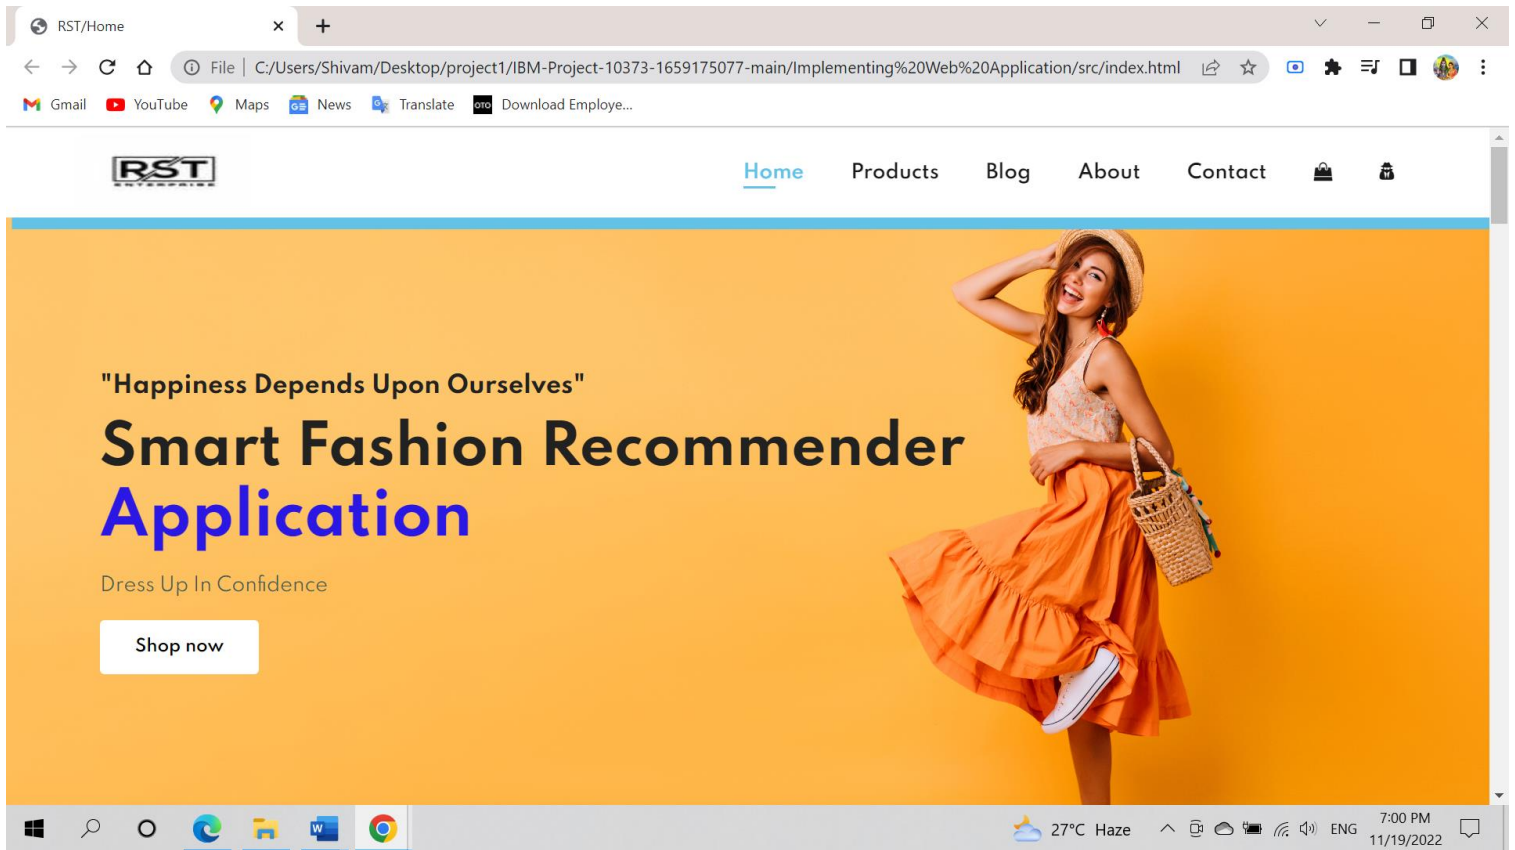 RST/Home
File
C:/Users/Shivam/Desktop/project1/IBM-Project-10373-1659175077-main/Implementing%20Web%20Application/src/index.html
Gmail
YouTube
Maps
News
Translate
OTO
Download Employe...
RST
ENTERPRISE
Home
Products
Blog
About
Contact
"Happiness Depends Upon Ourselves"
Smart Fashion Recommender
Application
Dress Up In Confidence
Shop now
27°C Haze
ENG
7:00 PM
11/19/2022